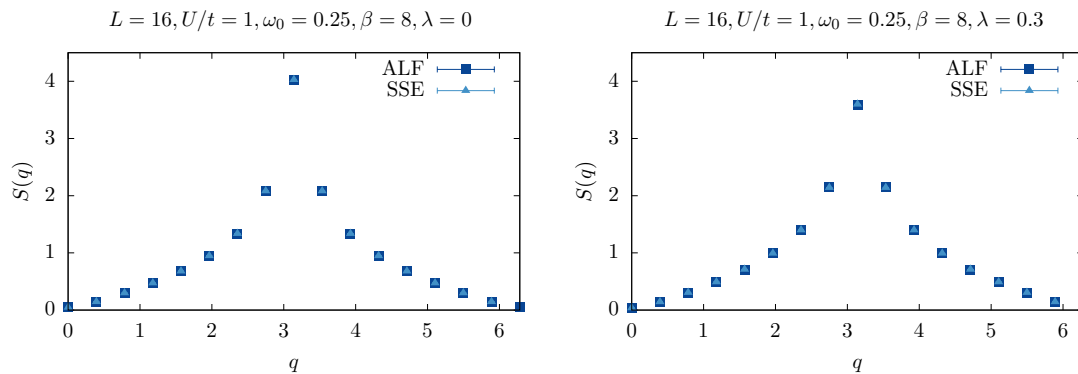 L = 16, U/t = 1, ω₀ = 0.25, β = 8, λ = 0
ALF
SSE
S(q)
4
3
2
1
0
0 1 2 3 4 5 6
q
L = 16, U/t = 1, ω₀ = 0.25, β = 8, λ = 0.3
ALF
SSE
S(q)
4
3
2
1
0
0 1 2 3 4 5 6
q